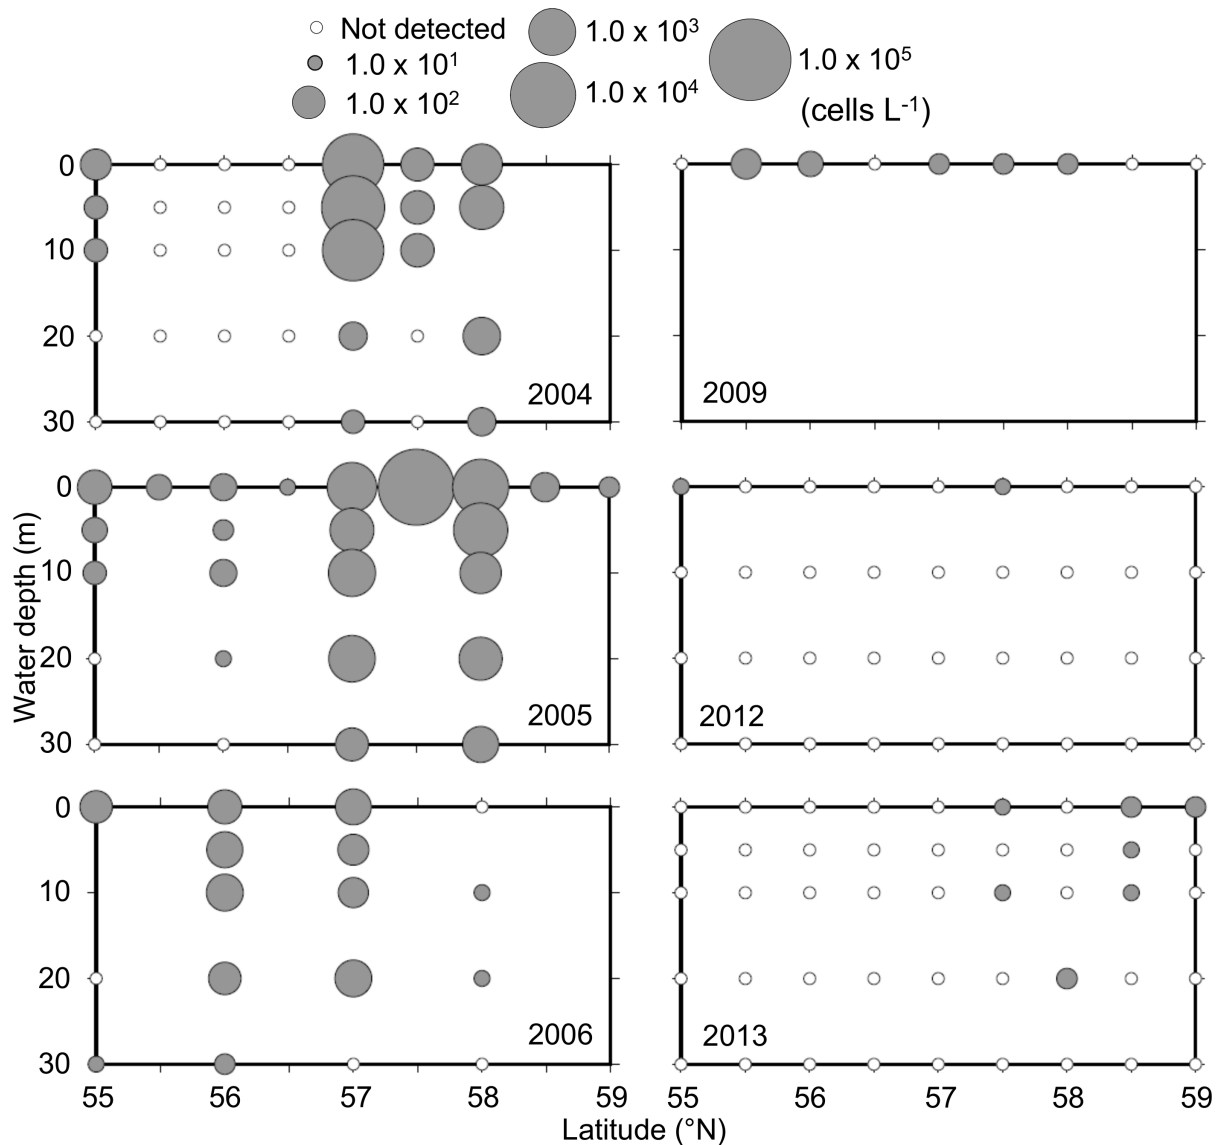 Not detected
1.0 x 10¹
1.0 x 10²
1.0 x 10³
1.0 x 10⁴
1.0 x 10⁵
(cells L⁻¹)
0
10
20
30
2004
2009
0
10
20
30
2005
2012
0
10
20
30
2006
2013
Water depth (m)
55 56 57 58 59
55 56 57 58 59
Latitude (°N)